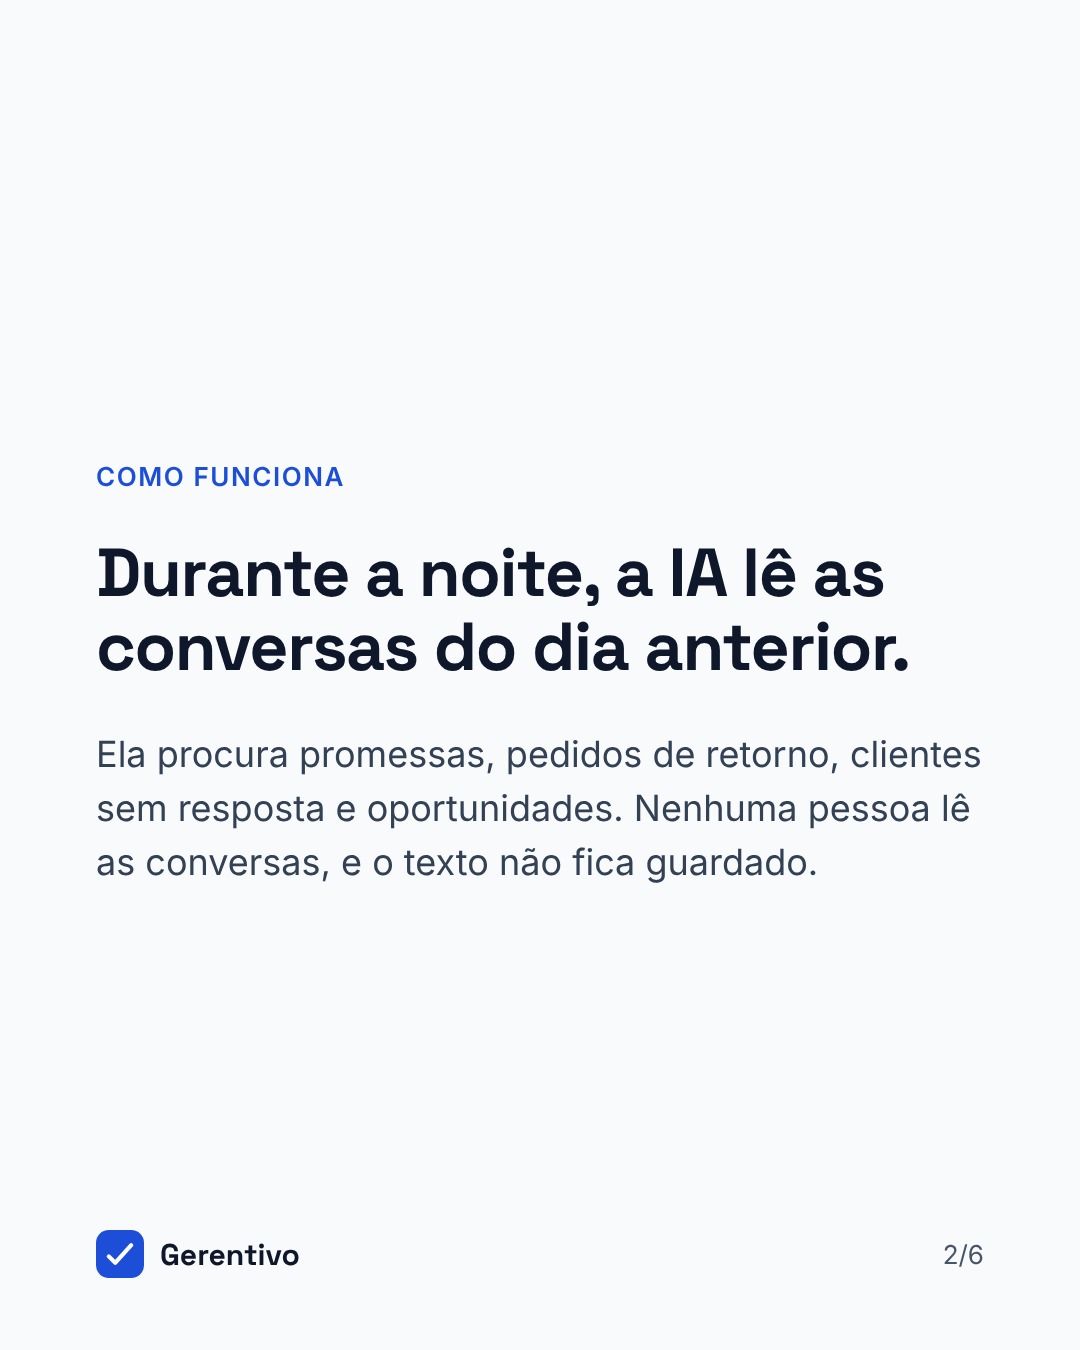 COMO FUNCIONA
Durante a noite, a IA lê as
conversas do dia anterior.
Ela procura promessas, pedidos de retorno, clientes
sem resposta e oportunidades. Nenhuma pessoa lê
as conversas, e o texto não fica guardado.
Gerentivo
2/6